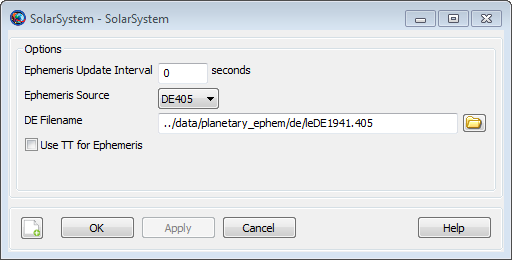 SolarSystem - SolarSystem
Options
Ephemeris Update Interval 0 seconds
Ephemeris Source DE405
DE Filename ../data/planetary_ephem/de/leDE1941.405
Use TT for Ephemeris
OK Apply Cancel Help